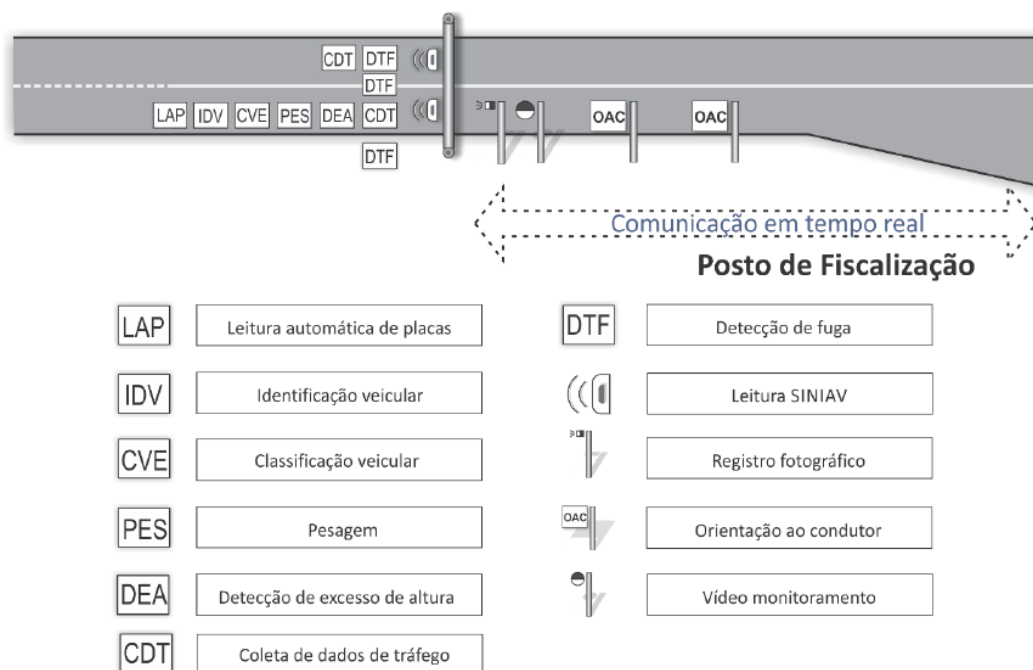 CDT DTF
DTF
LAP IDV CVE PES DEA CDT
OAC OAC
DTF
Comunicação em tempo real
Posto de Fiscalização
LAP Leitura automática de placas
DTF Detecção de fuga
IDV Identificação veicular
Leitura SINIAV
CVE Classificação veicular
Registro fotográfico
PES Pesagem
OAC Orientação ao condutor
DEA Detecção de excesso de altura
Vídeo monitoramento
CDT Coleta de dados de tráfego